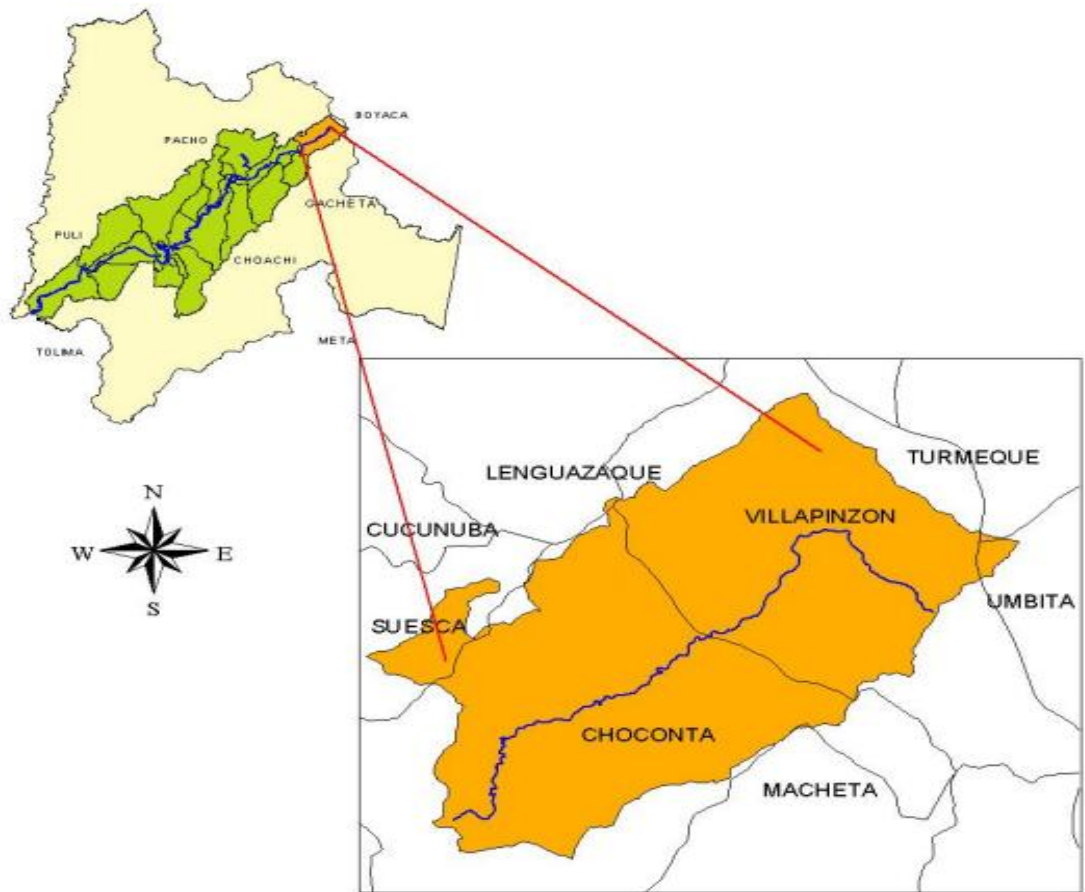 BOYACA
PACHO
GACHETA
PULI
CHOACHI
META
TOLIMA
N
W E
S
LENGUAZAQUE
TURMEQUE
CUCUNUBA
VILLAPINZON
UMBITA
SUESCA
CHOCONTA
MACHETA